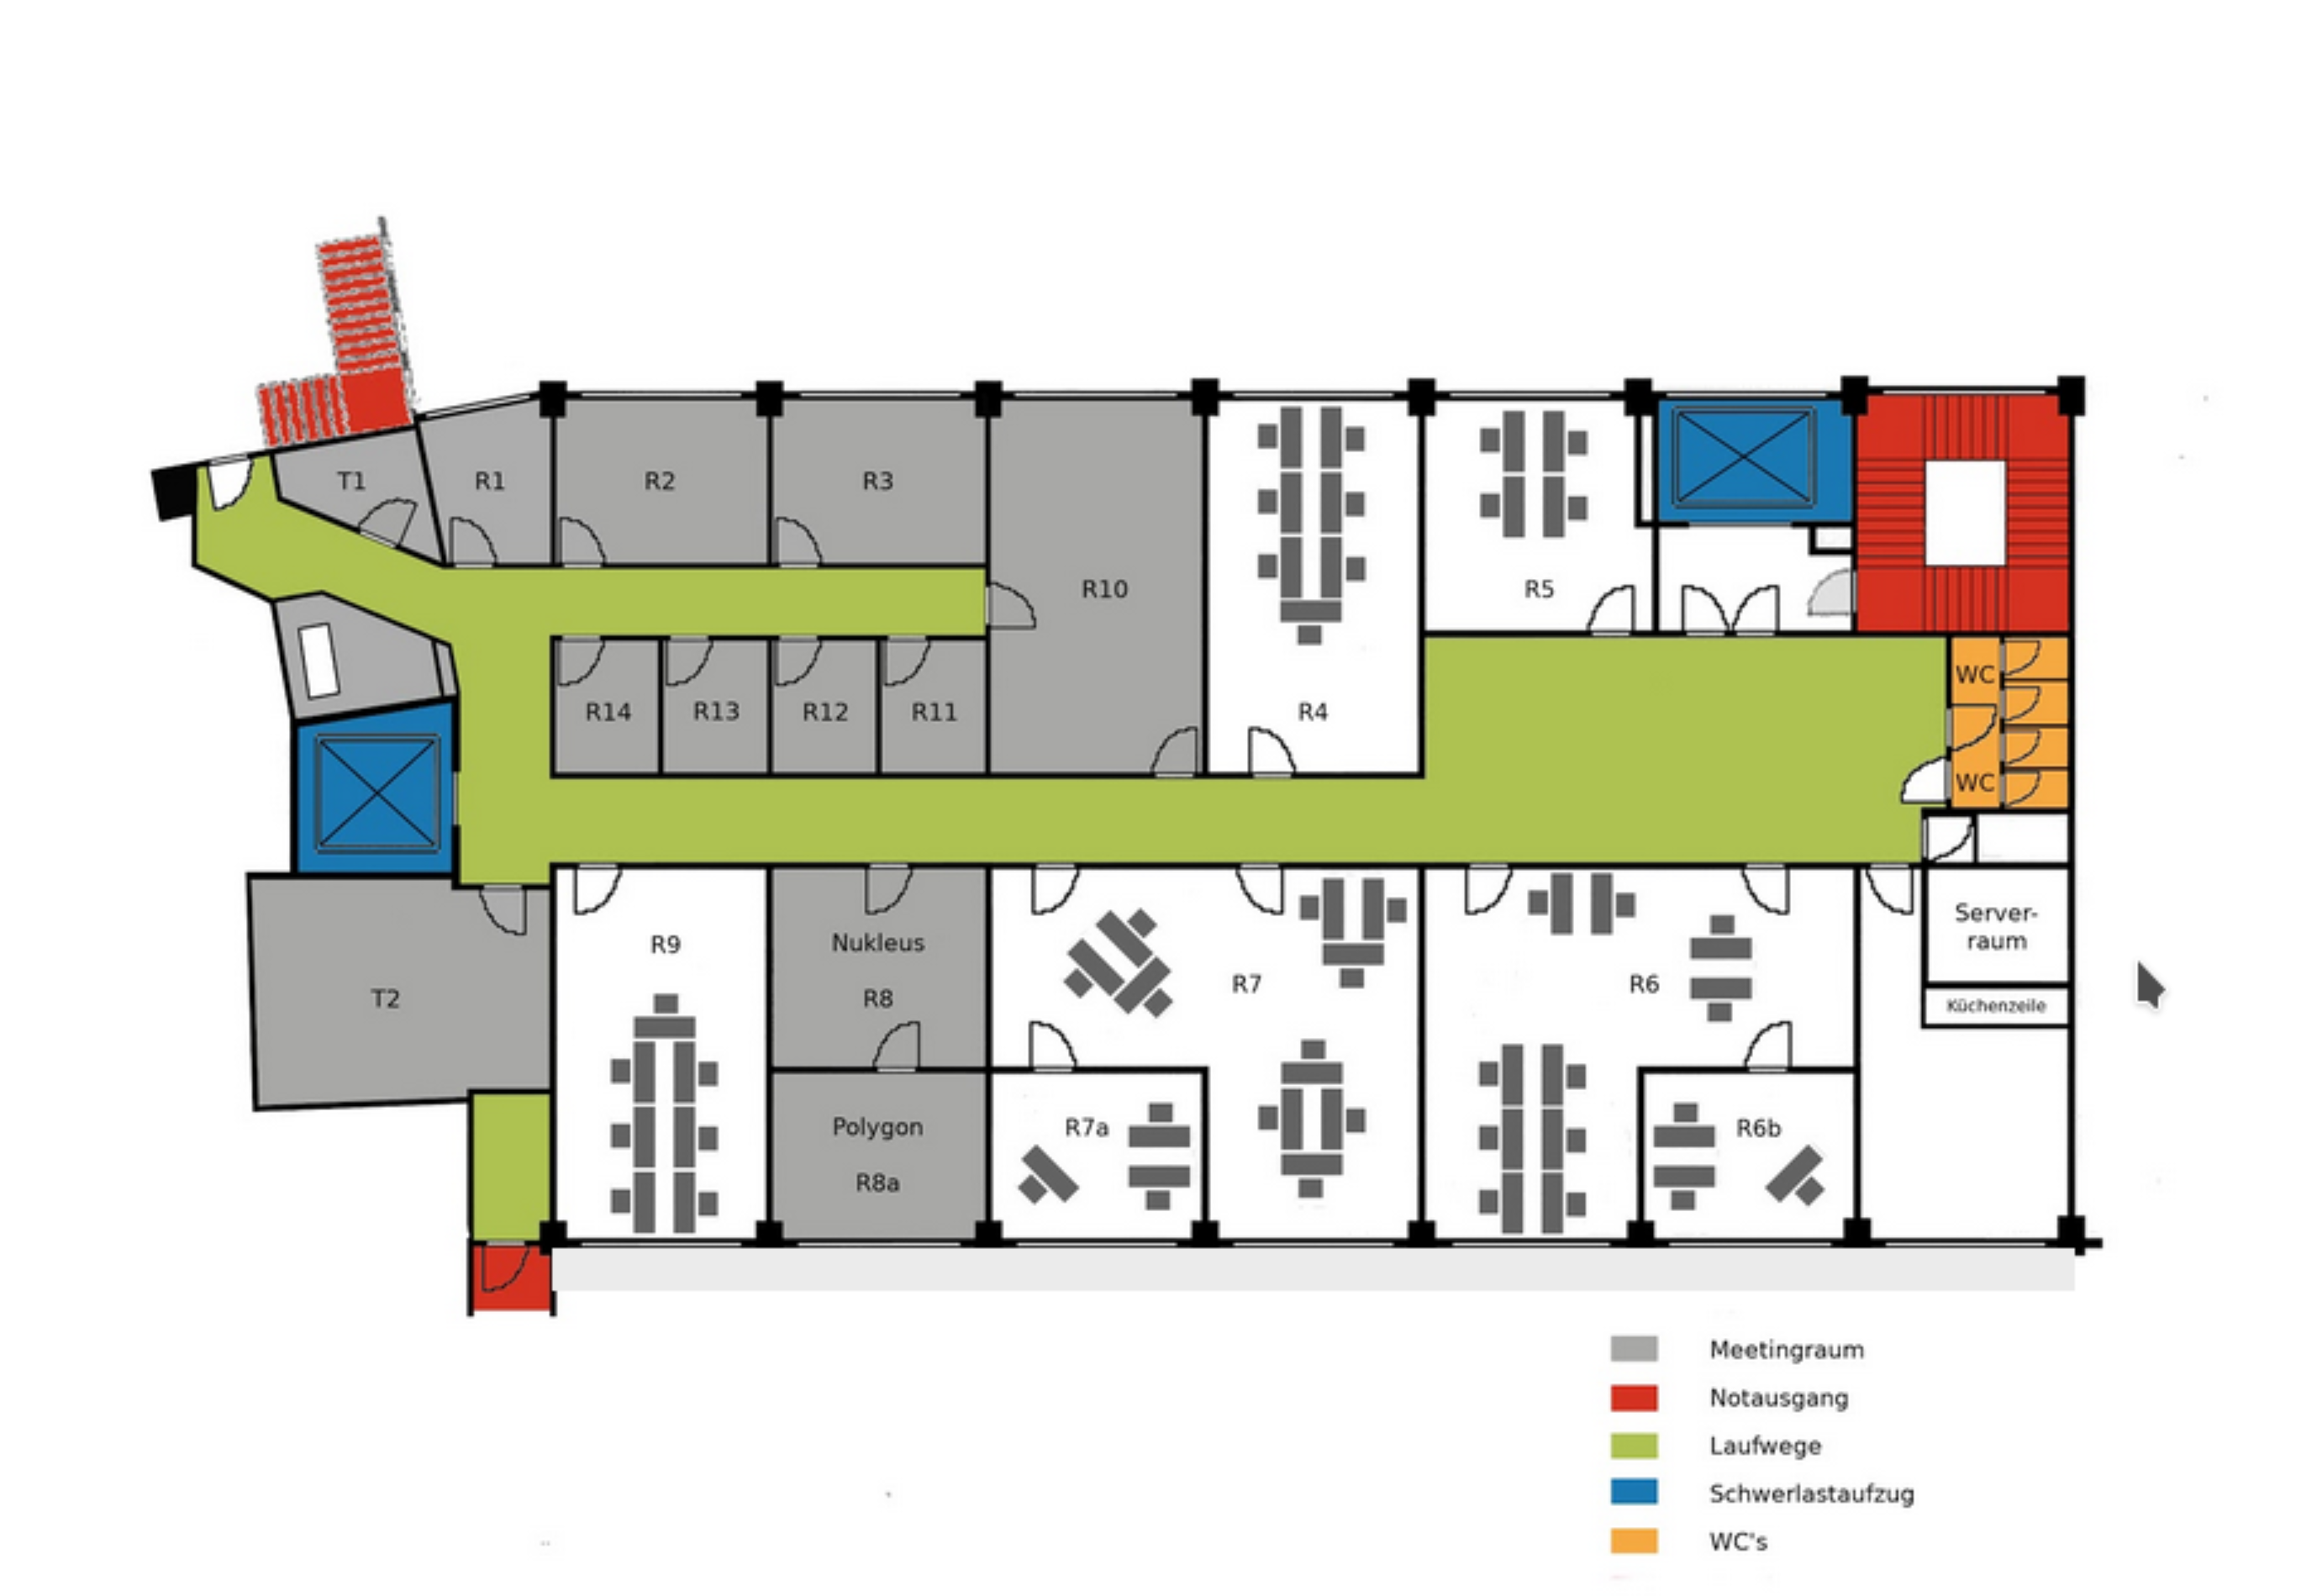 T1
R1
R2
R3
R10
R5
WC
R14
R13
R12
R11
R4
WC
R9
Nukleus
R8
R7
R6
Server-
raum
Küchenzeile
T2
Polygon
R8a
R7a
R6b
Meetingraum
Notausgang
Laufwege
Schwerlastaufzug
WC's